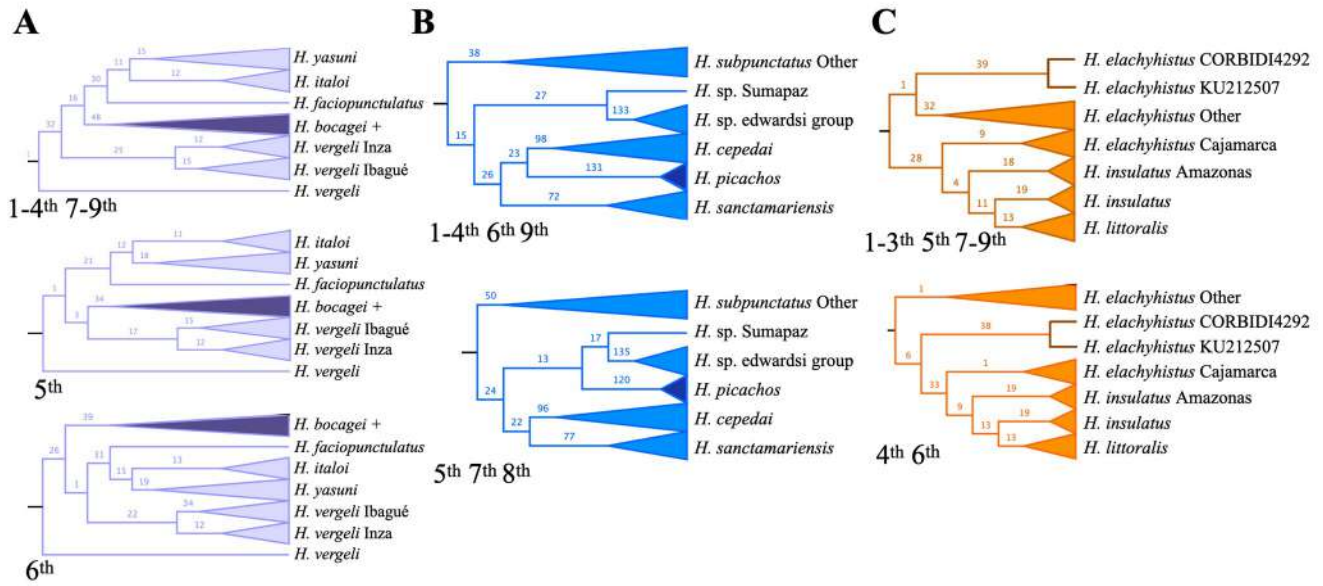 A
15
H. yasuni
11
12
H. italoi
30
16
H. faciopunctulatus
46
H. bocagei +
32
12
H. vergeli Inza
25
15
H. vergeli Ibagué
H. vergeli
1-4th 7-9th
11
H. italoi
12
18
H. yasuni
21
H. faciopunctulatus
1
34
H. bocagei +
3
15
H. vergeli Ibagué
12
12
H. vergeli Inza
H. vergeli
5th
39
H. bocagei +
26
H. faciopunctulatus
31
13
H. italoi
15
19
H. yasuni
1
34
H. vergeli Ibagué
22
12
H. vergeli Inza
H. vergeli
6th
B
38
H. subpunctatus Other
27
H. sp. Sumapaz
133
H. sp. edwardsi group
15
98
H. cepedai
23
131
H. picachos
26
72
H. sanctamariensis
1-4th 6th 9th
50
H. subpunctatus Other
17
H. sp. Sumapaz
13
135
H. sp. edwardsi group
120
H. picachos
24
96
H. cepedai
22
77
H. sanctamariensis
5th 7th 8th
C
39
H. elachyhistus CORBIDI4292
1
H. elachyhistus KU212507
32
H. elachyhistus Other
9
H. elachyhistus Cajamarca
28
18
H. insulatus Amazonas
4
19
H. insulatus
11
13
H. littoralis
1-3th 5th 7-9th
1
H. elachyhistus Other
38
H. elachyhistus CORBIDI4292
6
H. elachyhistus KU212507
1
H. elachyhistus Cajamarca
33
19
H. insulatus Amazonas
9
19
H. insulatus
13
13
H. littoralis
4th 6th